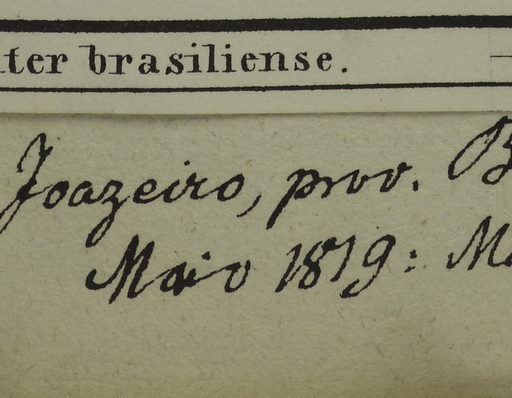 ter brasiliense.
Joazeiro, prov. B
Maio 1819: M